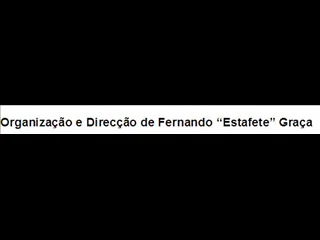 Organização e Direcção de Fernando “Estafete” Graça